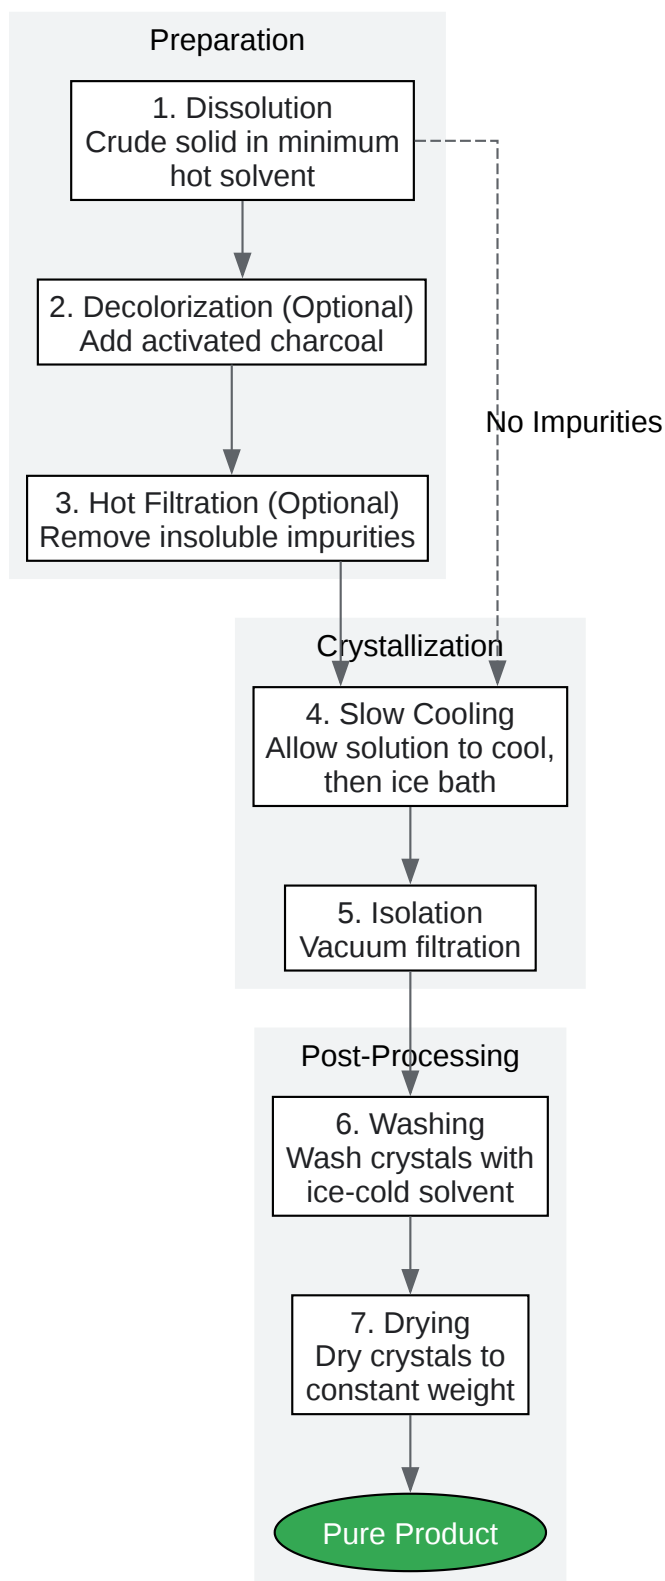 Preparation
1. Dissolution
Crude solid in minimum
hot solvent
2. Decolorization (Optional)
Add activated charcoal
No Impurities
3. Hot Filtration (Optional)
Remove insoluble impurities
Crystallization
4. Slow Cooling
Allow solution to cool,
then ice bath
5. Isolation
Vacuum filtration
Post-Processing
6. Washing
Wash crystals with
ice-cold solvent
7. Drying
Dry crystals to
constant weight
Pure Product